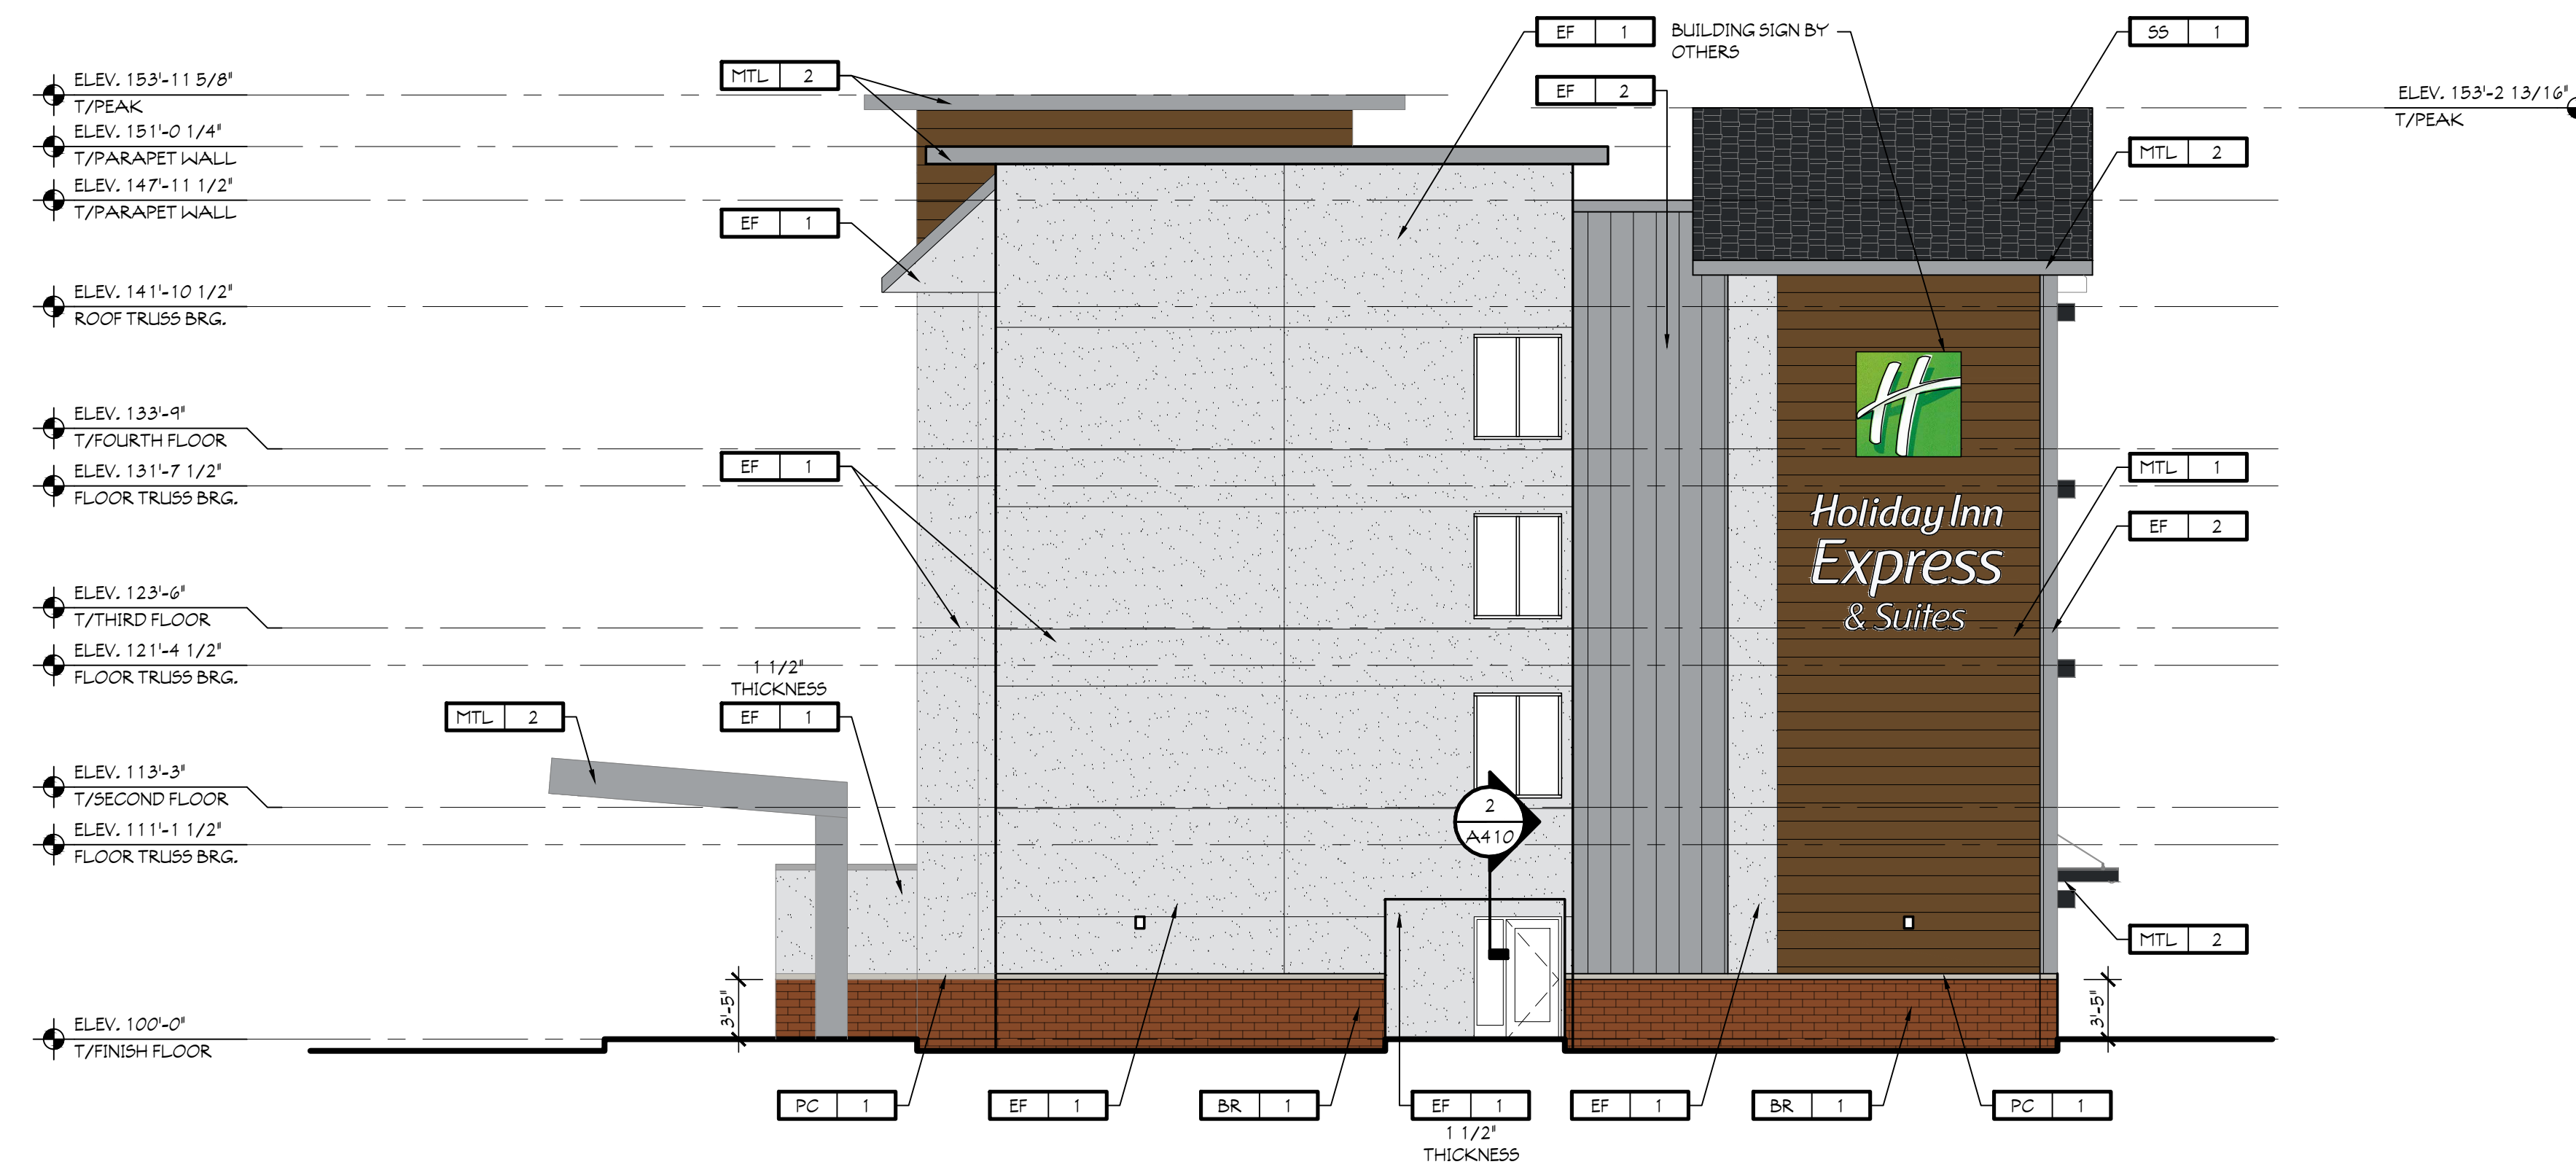 EF 1
BUILDING SIGN BY
OTHERS
SS 1
MTL 2
EF 2
ELEV. 153'-11 5/8"
T/PEAK
ELEV. 153'-2 13/16"
T/PEAK
ELEV. 151'-0 1/4"
T/PARAPET WALL
MTL 2
ELEV. 147'-11 1/2"
T/PARAPET WALL
EF 1
ELEV. 141'-10 1/2"
ROOF TRUSS BRG.
H
ELEV. 133'-9"
T/FOURTH FLOOR
EF 1
MTL 1
ELEV. 131'-7 1/2"
FLOOR TRUSS BRG.
Holiday Inn
Express
& Suites
EF 2
ELEV. 123'-6"
T/THIRD FLOOR
ELEV. 121'-4 1/2"
FLOOR TRUSS BRG.
1 1/2"
THICKNESS
MTL 2
EF 1
ELEV. 113'-3"
T/SECOND FLOOR
2
A410
ELEV. 111'-1 1/2"
FLOOR TRUSS BRG.
MTL 2
3'-5"
3'-5"
ELEV. 100'-0"
T/FINISH FLOOR
PC 1
EF 1
BR 1
EF 1
1 1/2"
THICKNESS
EF 1
BR 1
PC 1